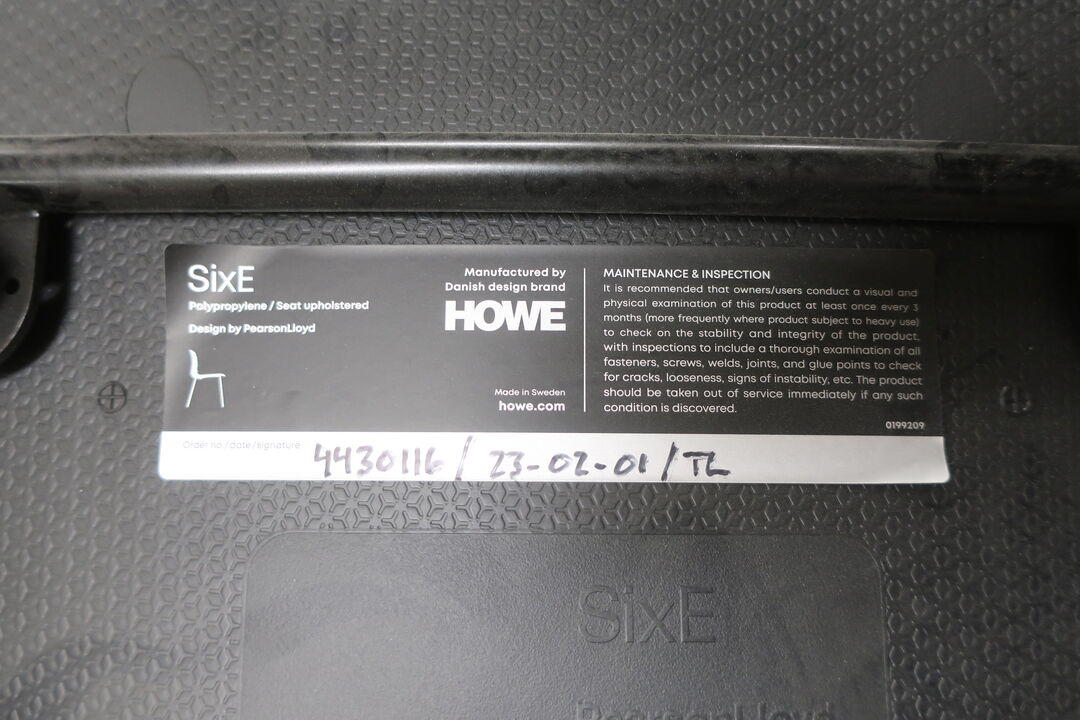 SixE
Polypropylene / Seat upholstered
Design by PearsonLloyd
Manufactured by
Danish design brand
HOWE
Made in Sweden
howe.com
MAINTENANCE & INSPECTION
It is recommended that owners/users conduct a visual and
physical examination of this product at least once every 3
months (more frequently where product subject to heavy use)
to check on the stability and integrity of the product,
with inspections to include a thorough examination of all
fasteners, screws, welds, joints, and glue points to check
for cracks, looseness, signs of instability, etc. The product
should be taken out of service immediately if any such
condition is discovered.
0199209
Order no./date/signature:
4430116 / 23-02-01 / TL
SixE
PearsonLloyd